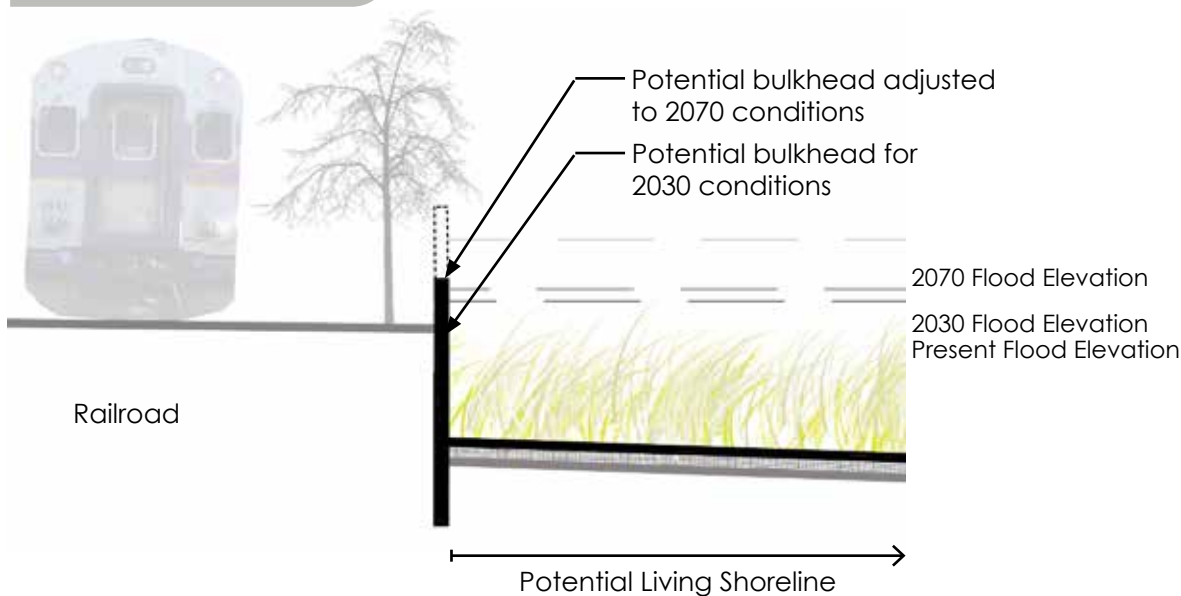 Potential bulkhead adjusted
to 2070 conditions
Potential bulkhead for
2030 conditions
2070 Flood Elevation
2030 Flood Elevation
Present Flood Elevation
Railroad
Potential Living Shoreline